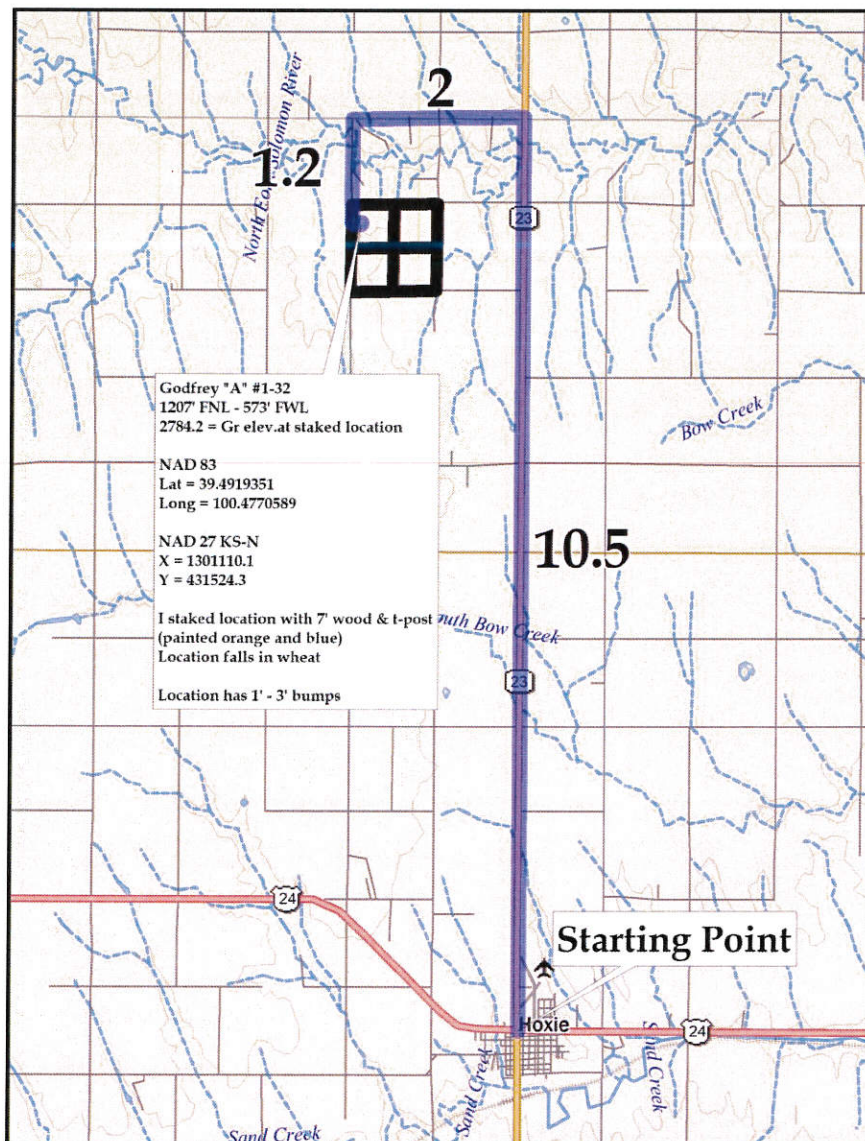 2
North Fork Solomon River
1.2
23
Godfrey "A" #1-32
1207' FNL - 573' FWL
2784.2 = Gr elev.at staked location
NAD 83
Lat = 39.4919351
Long = 100.4770589
NAD 27 KS-N
X = 1301110.1
Y = 431524.3
I staked location with 7' wood & t-post
(painted orange and blue)
Location falls in wheat
Location has 1' - 3' bumps
Bow Creek
10.5
outh Bow Creek
23
24
Starting Point
Hoxie
24
Sand Creek
Sand Creek
Sand Creek